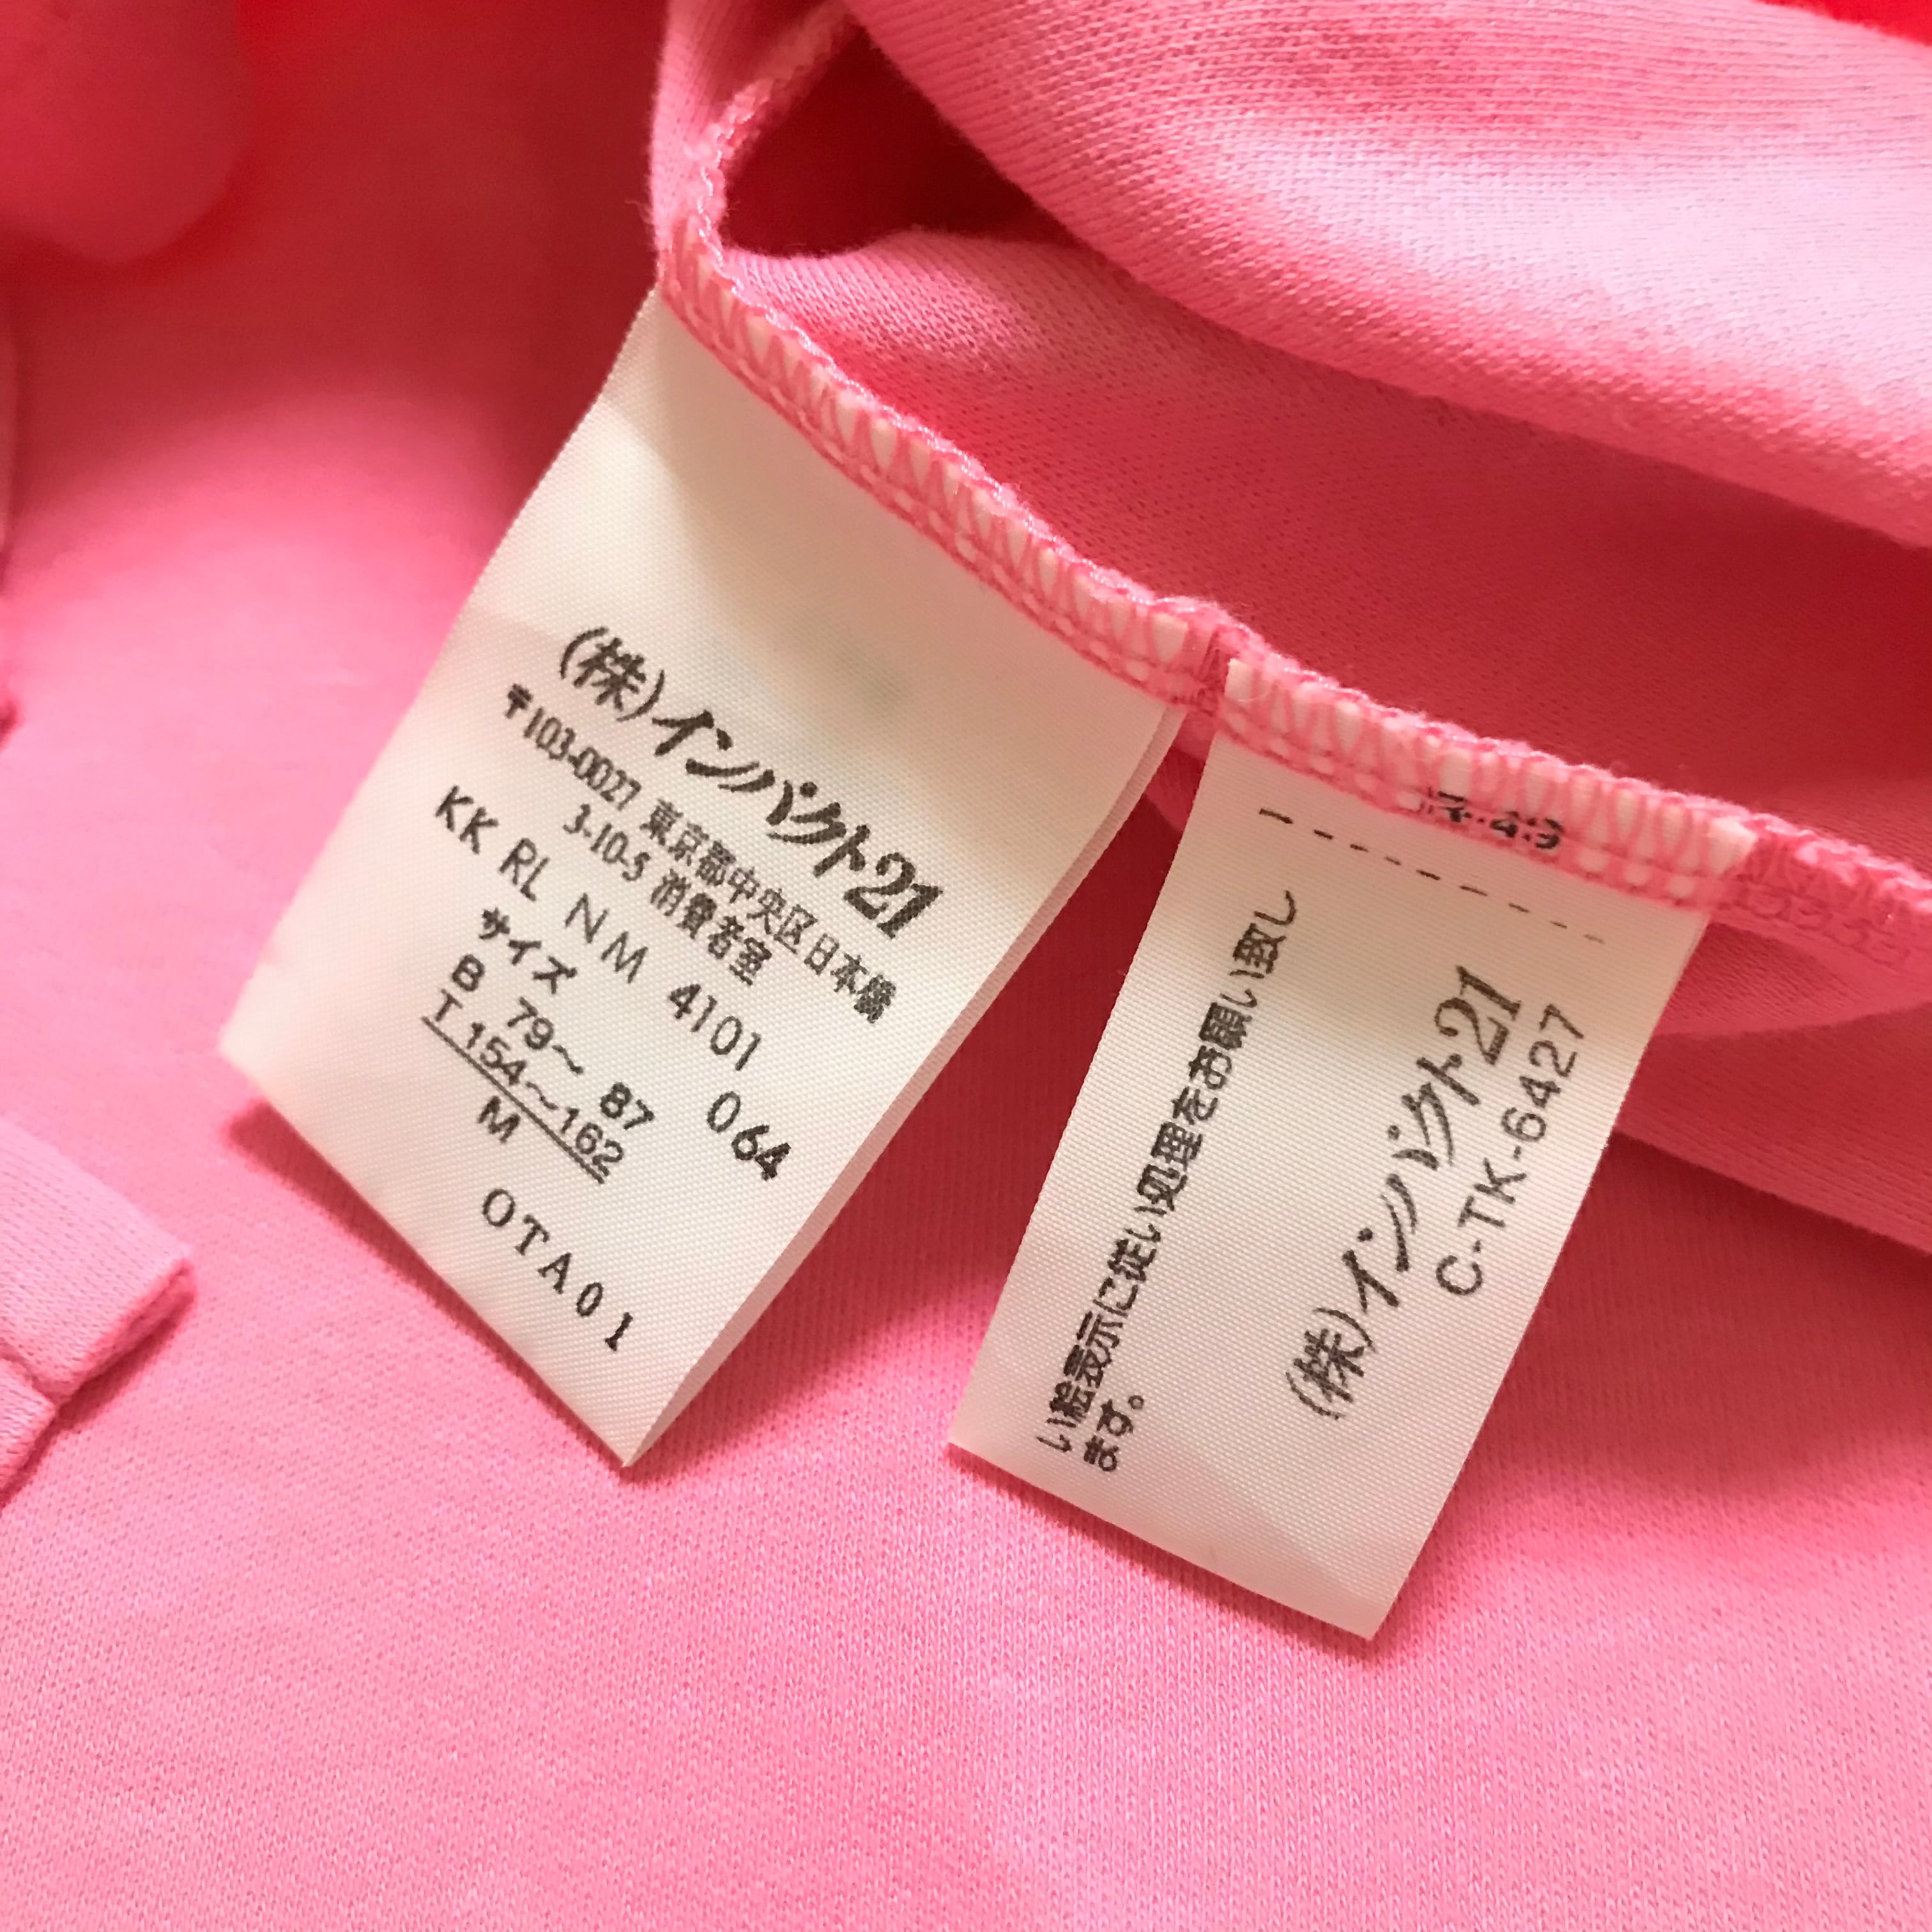 (株)インパクト21
〒103-0027 東京都中央区日本橋
3-10-5 消費者室
KK RL NM 4101 064
サイズ
B 79〜 87
T 154〜162
M
OTA01
い絵表示に従い処理をお願い致し
ます。
(株)インパクト21
C-TK-6427